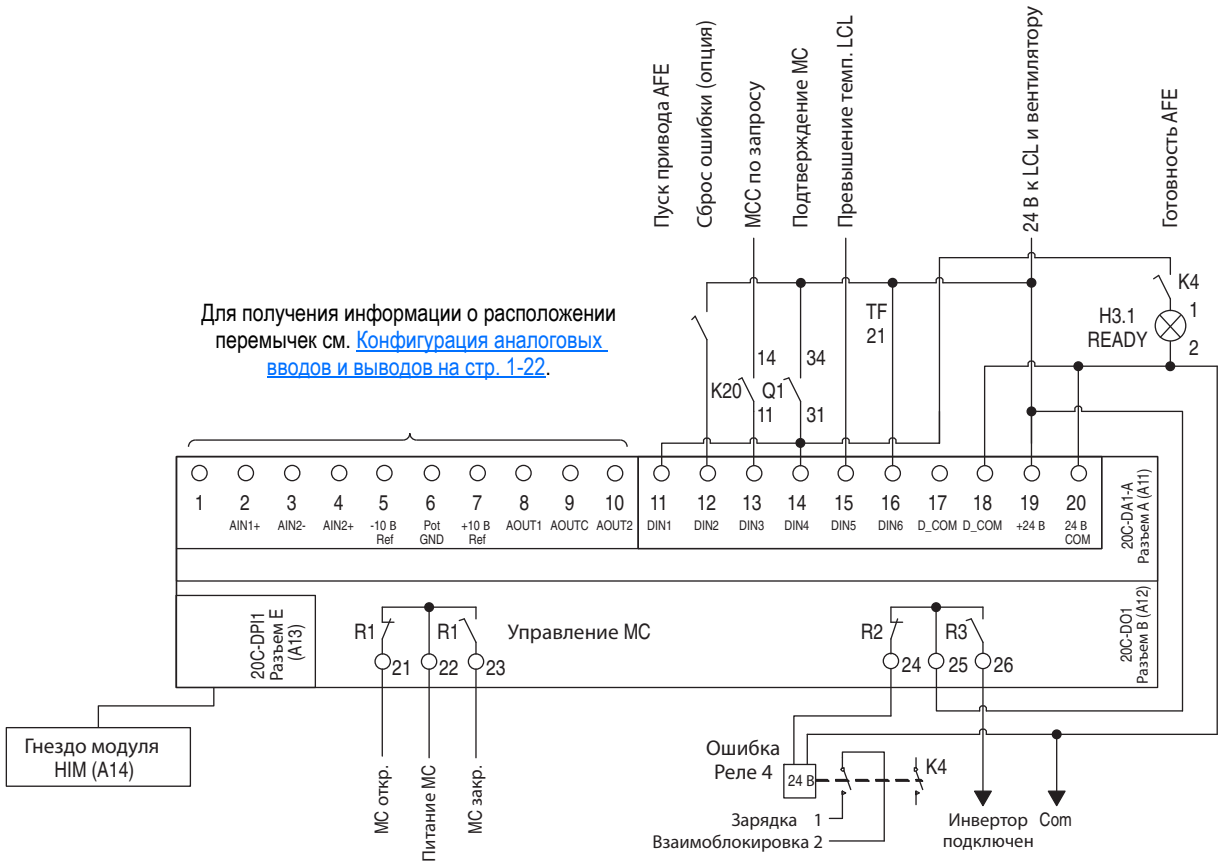 Пуск привода AFE
Сброс ошибки (опция)
MCC по запросу
Подтверждение MC
Превышение темп. LCL
24 В к LCL и вентилятору
Готовность AFE
Для получения информации о расположении
перемычек см. Конфигурация аналоговых
вводов и выводов на стр. 1-22.
TF
21
K4
H3.1
READY
1
2
14
34
K20
Q1
11
31
1 2 3 4 5 6 7 8 9 10 11 12 13 14 15 16 17 18 19 20
AIN1+ AIN2- AIN2+ -10 В Pot +10 В AOUT1 AOUTC AOUT2 DIN1 DIN2 DIN3 DIN4 DIN5 DIN6 D_COM D_COM +24 В 24 В
Ref GND Ref COM
20C-DA1-A
Разъем A (A11)
20C-DPI1
Разъем E
(A13)
R1
R1
Управление MC
R2
R3
20C-DO1
Разъем B (A12)
21 22 23 24 25 26
Гнездо модуля
HIM (A14)
МС откр.
Питание МС
МС закр.
Ошибка
Реле 4
24 В
K4
Зарядка 1
Взаимоблокировка 2
Инвертор
подключен
Com